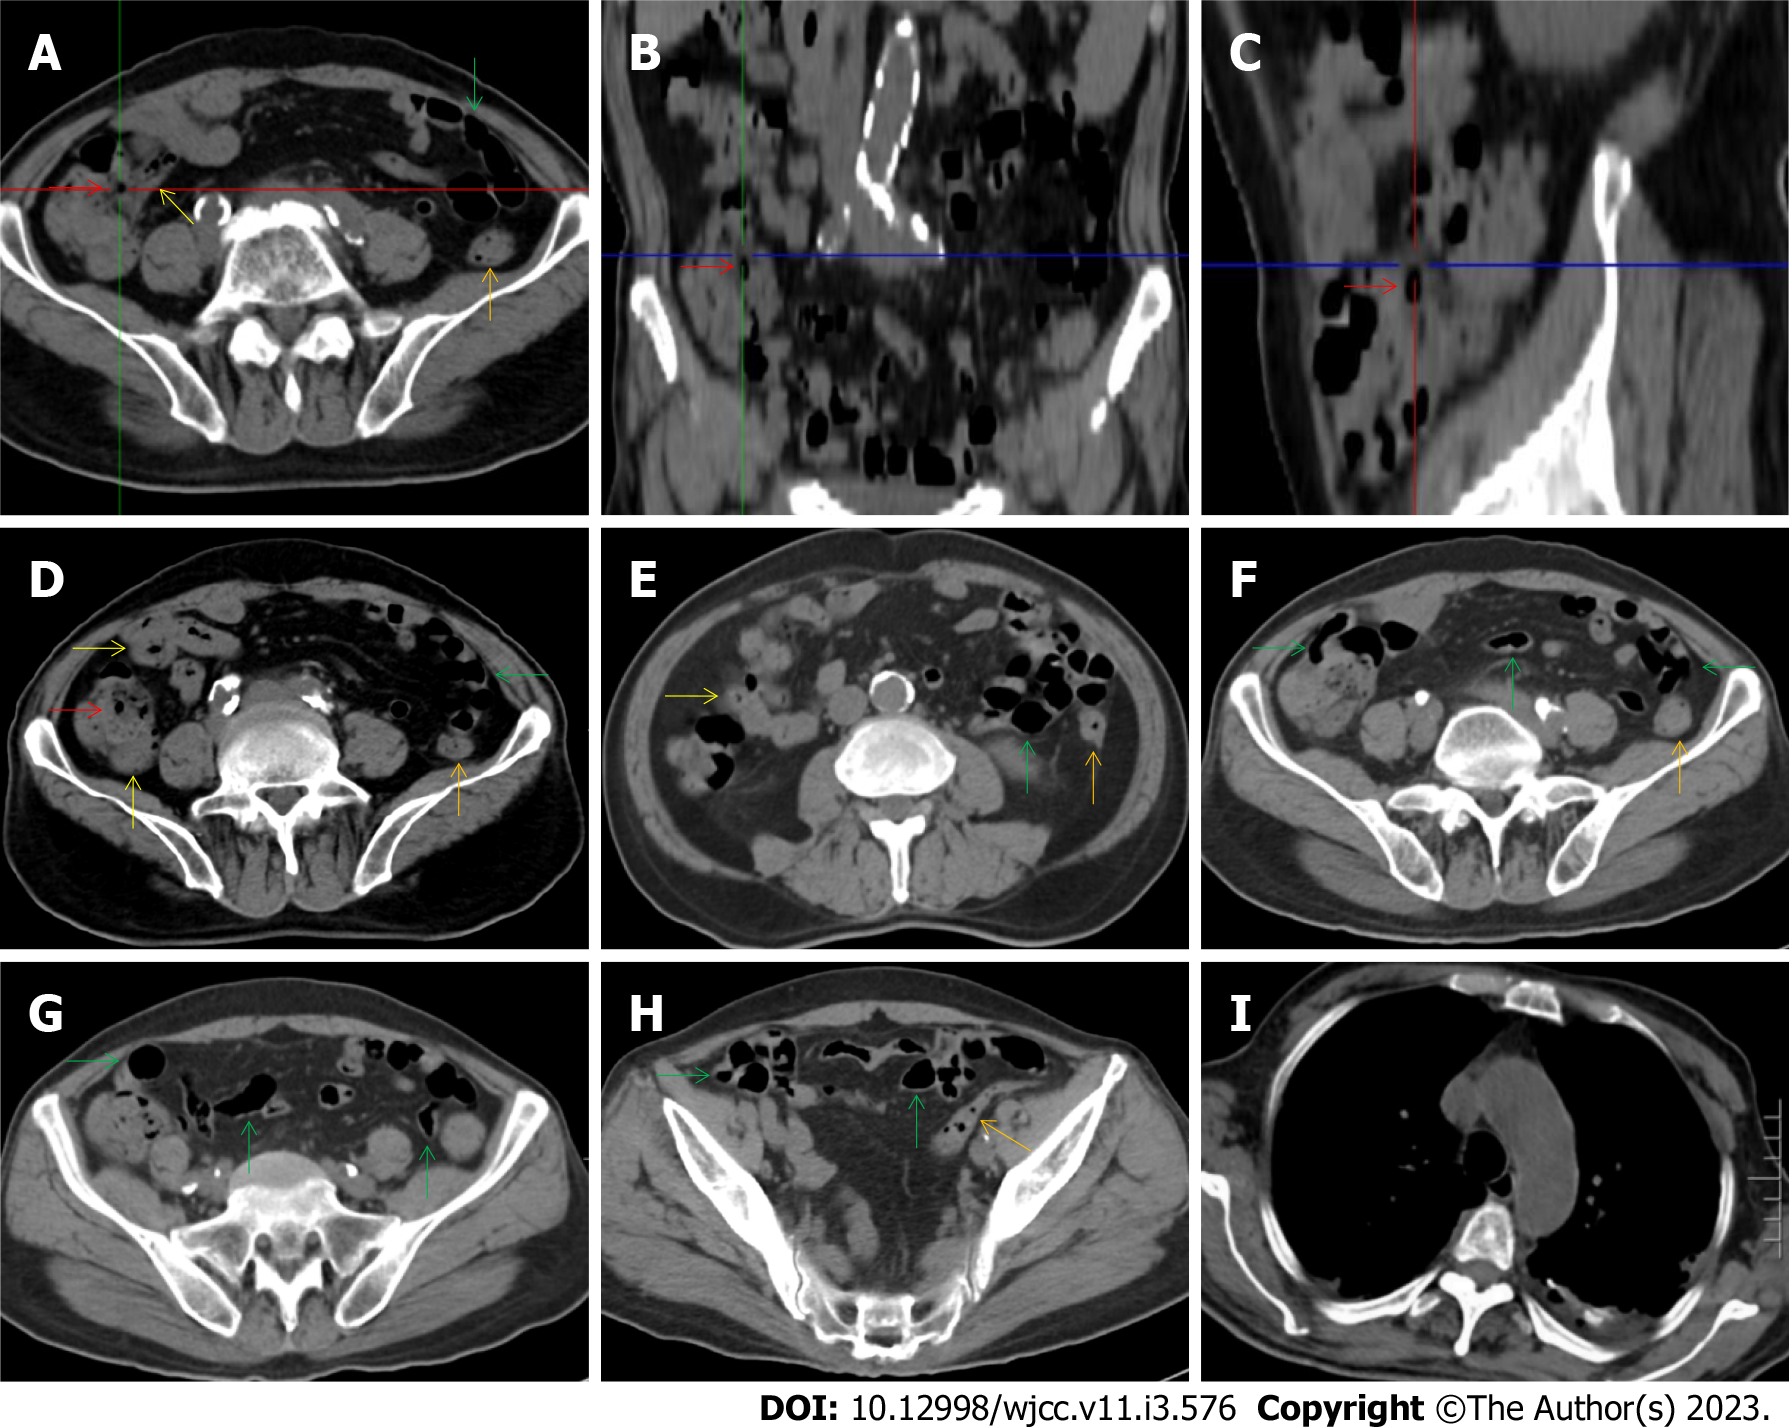 A
B
C
D
E
F
G
H
I
DOI: 10.12998/wjcc.v11.i3.576 Copyright ©The Author(s) 2023.